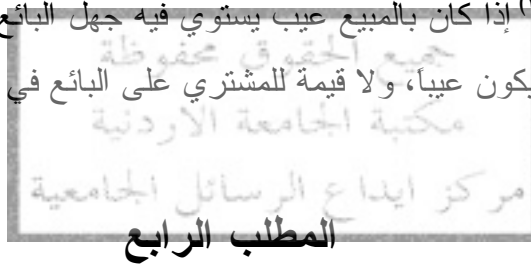 إذا كان بالمبيع عيب يستوي فيه جهل البائع
جميع الحقوق محفوظة
يكون عيباً، ولا قيمة للمشتري على البائع في
مكتبة الجامعة الاردنية
مركز ايداع الرسائل الجامعية
المطلب الرابع